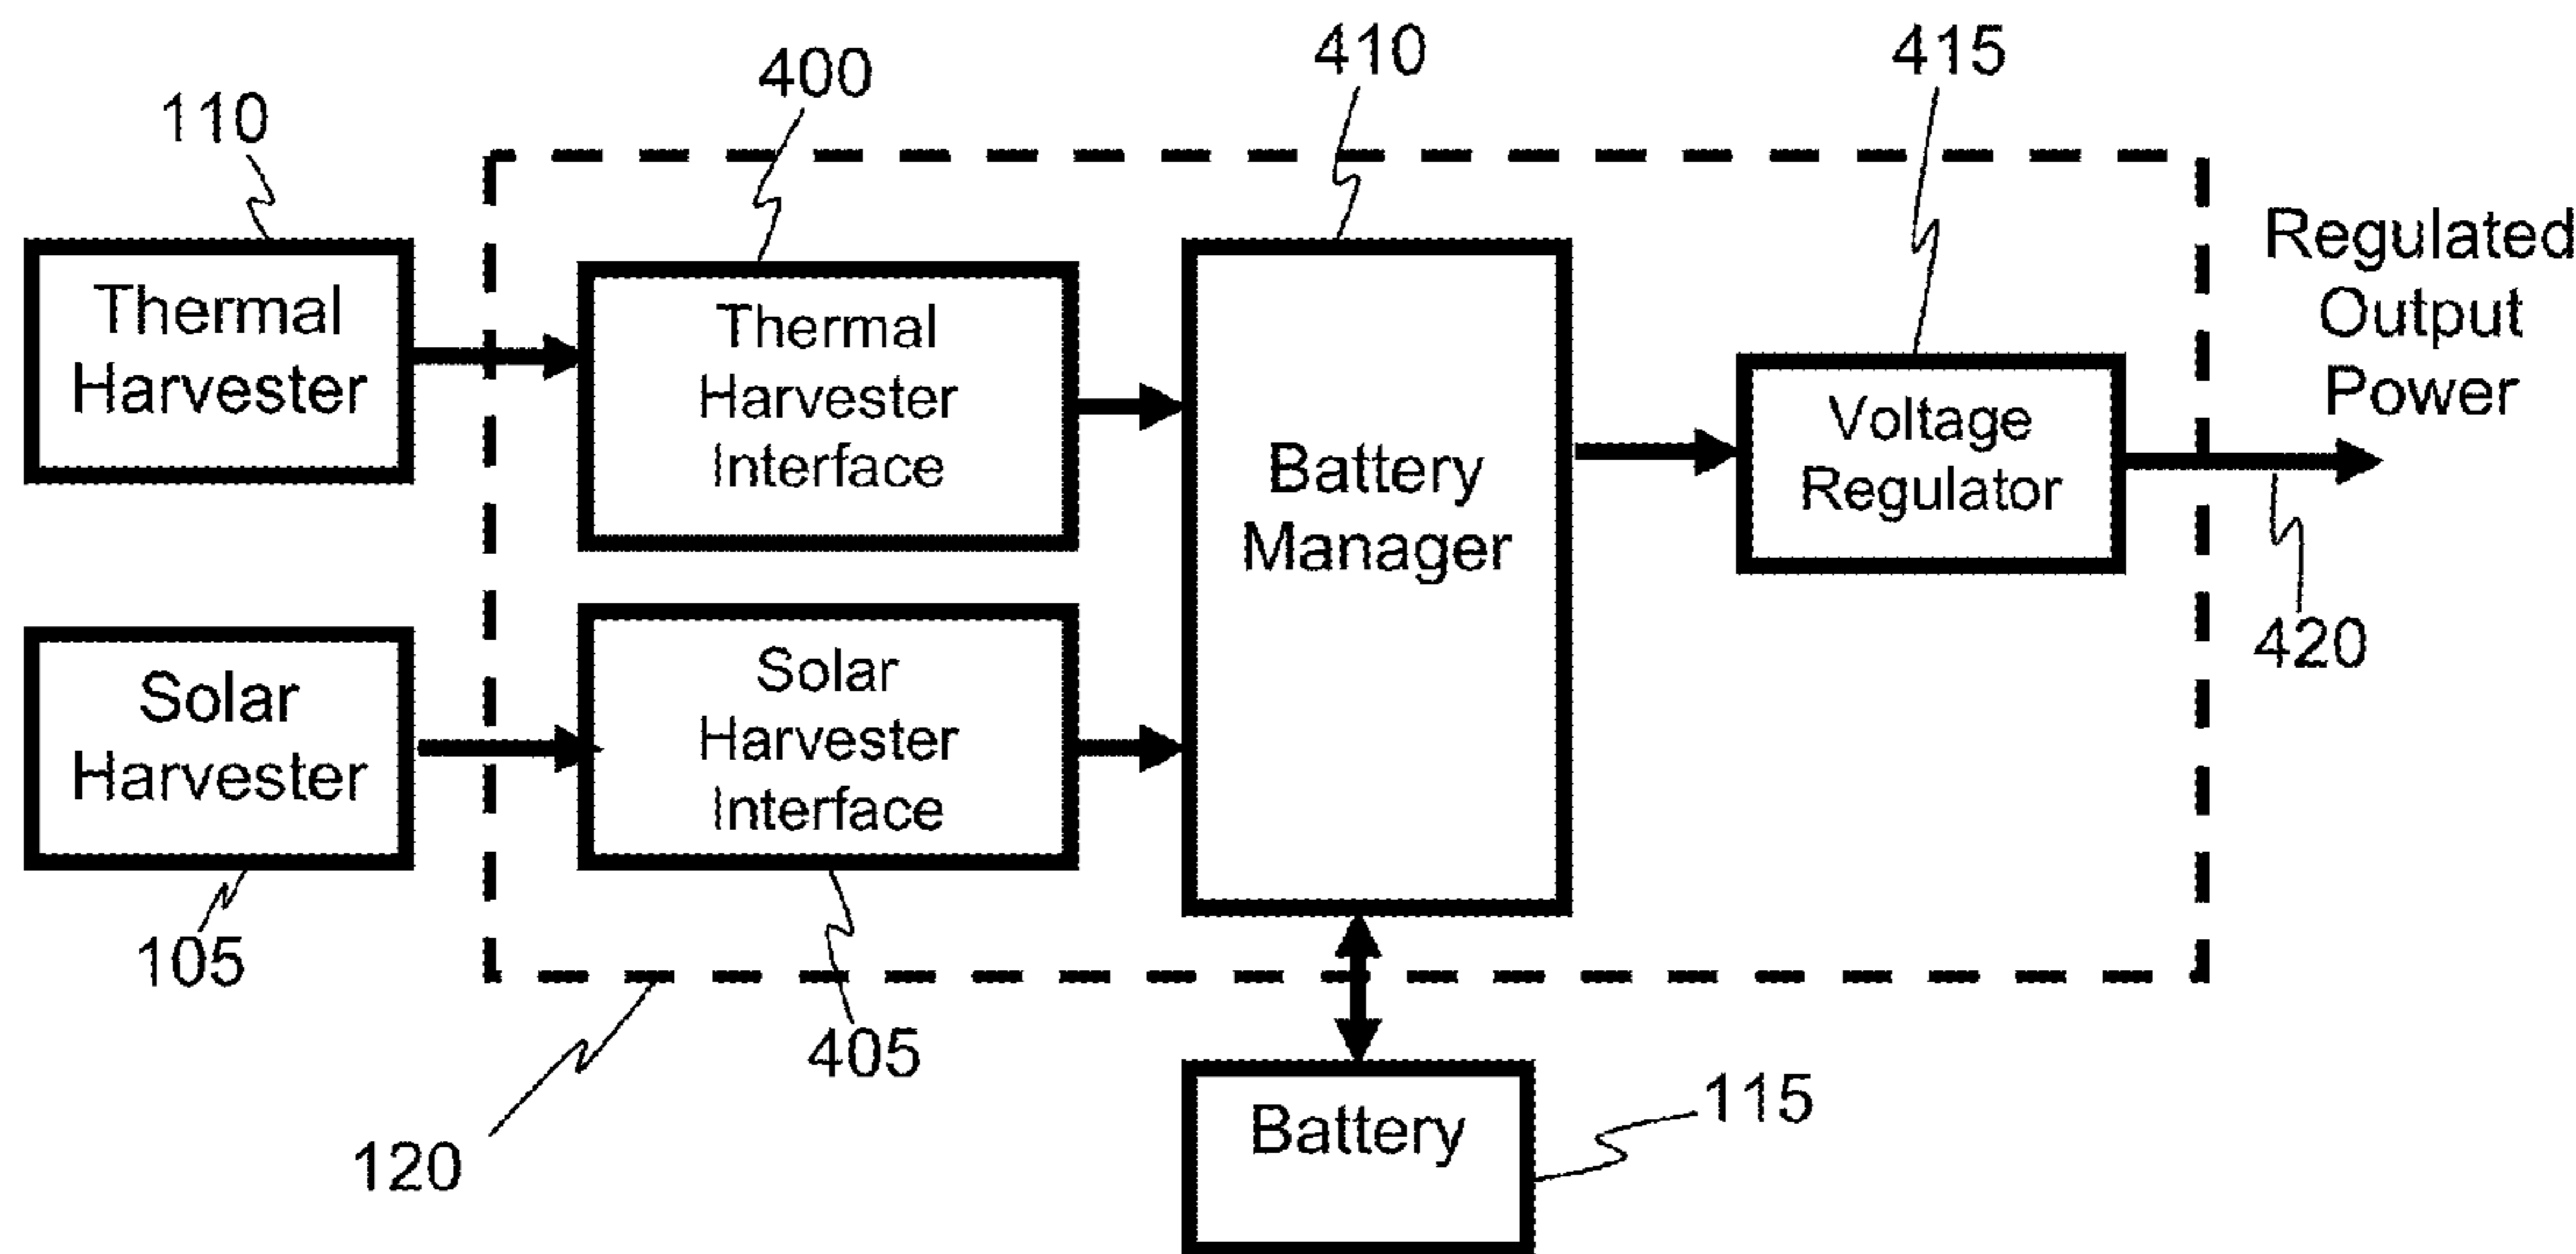 110
400
410
415
Thermal
Harvester
Thermal
Harvester
Interface
Battery
Manager
Voltage
Regulator
Regulated
Output
Power
420
Solar
Harvester
Solar
Harvester
Interface
105
405
120
Battery
115